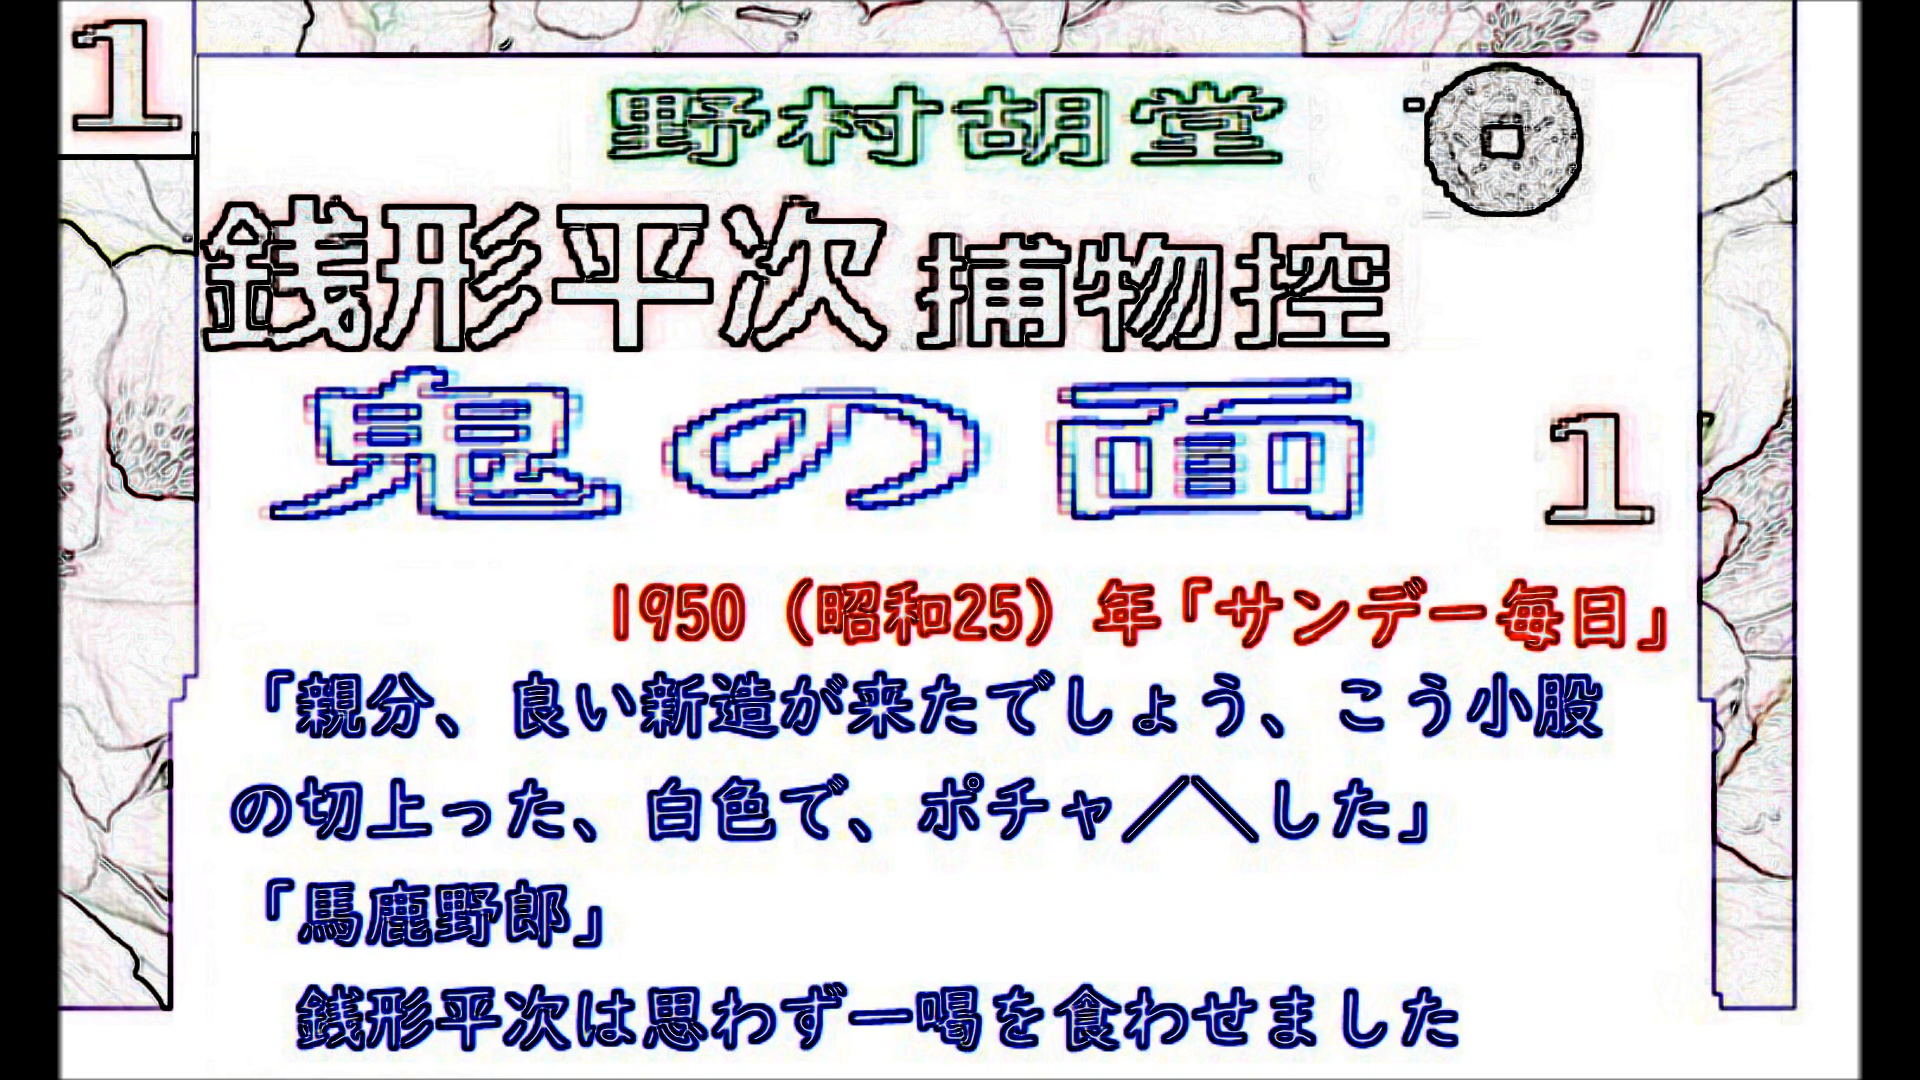 1
野村胡堂
銭形平次 捕物控
鬼の面 1
1950（昭和25）年「サンデー毎日」
「親分、良い新造が来たでしょう、こう小股
の切上った、白色で、ポチャ／＼した」
「馬鹿野郎」
銭形平次は思わず一喝を食わせました